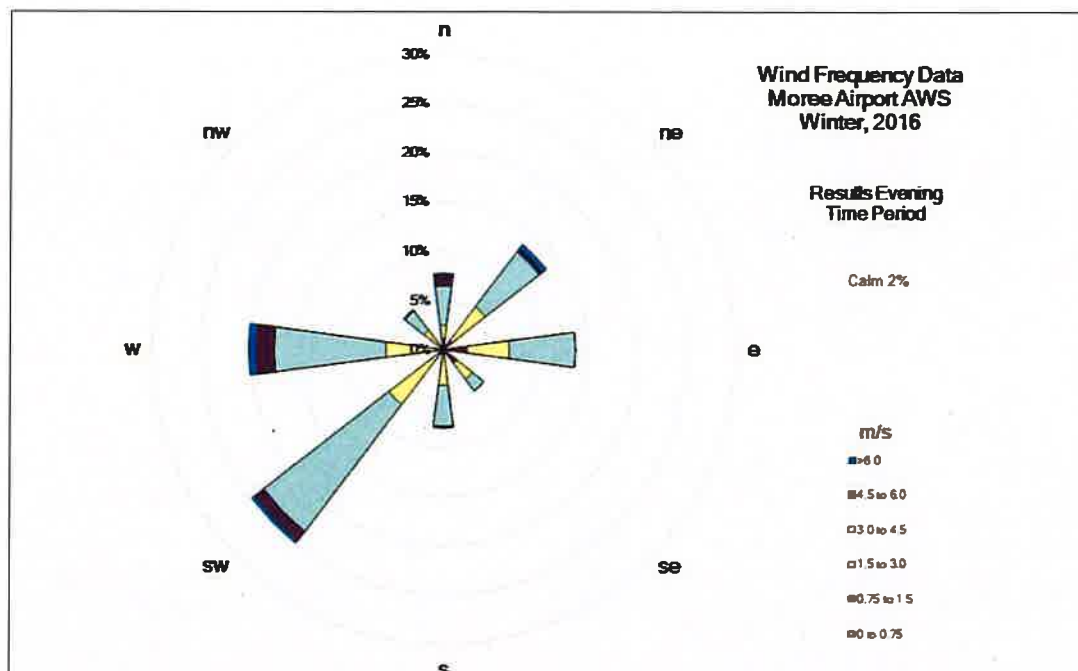 n
30%
Wind Frequency Data
Moree Airport AWS
Winter, 2016
25%
nw
ne
20%
Results Evening
Time Period
15%
10%
Calm 2%
5%
w
0%
e
m/s
>6.0
4.5 to 6.0
3.0 to 4.5
sw
se
1.5 to 3.0
0.75 to 1.5
0 to 0.75
s